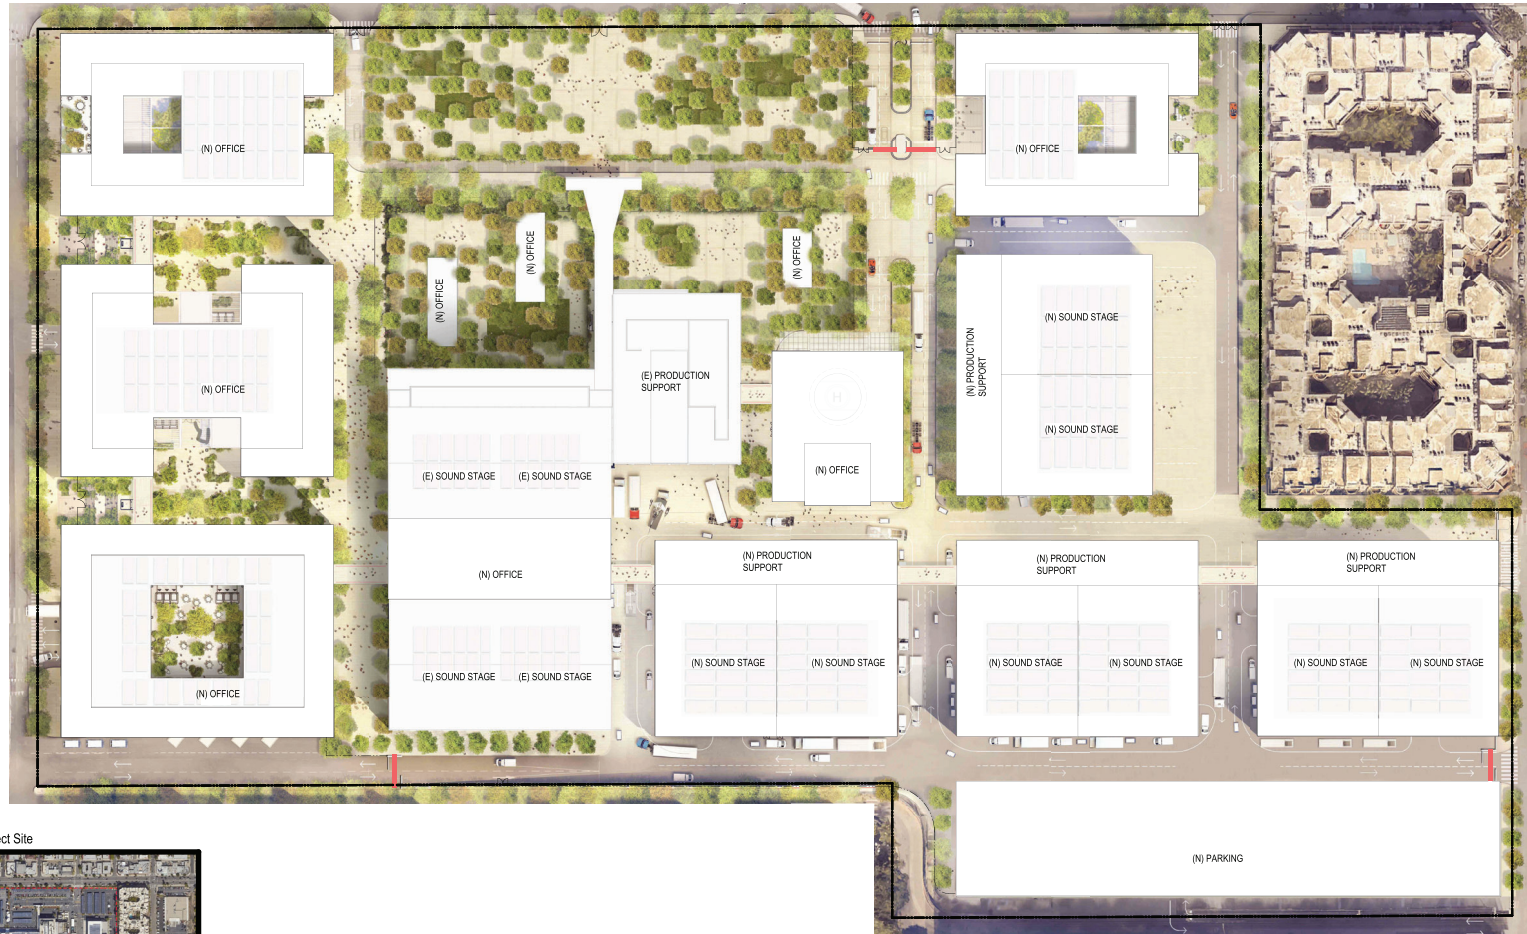 (N) OFFICE
(N) OFFICE
(N) OFFICE
(N) OFFICE
(N) OFFICE
(N) OFFICE
(N) PRODUCTION
SUPPORT
(N) SOUND STAGE
(N) SOUND STAGE
(E) PRODUCTION
SUPPORT
(N) OFFICE
H
(N) OFFICE
(E) SOUND STAGE
(E) SOUND STAGE
(N) OFFICE
(E) SOUND STAGE
(E) SOUND STAGE
(N) OFFICE
(N) PRODUCTION
SUPPORT
(N) SOUND STAGE
(N) SOUND STAGE
(N) PRODUCTION
SUPPORT
(N) SOUND STAGE
(N) SOUND STAGE
(N) PRODUCTION
SUPPORT
(N) SOUND STAGE
(N) SOUND STAGE
(N) PARKING
ect Site